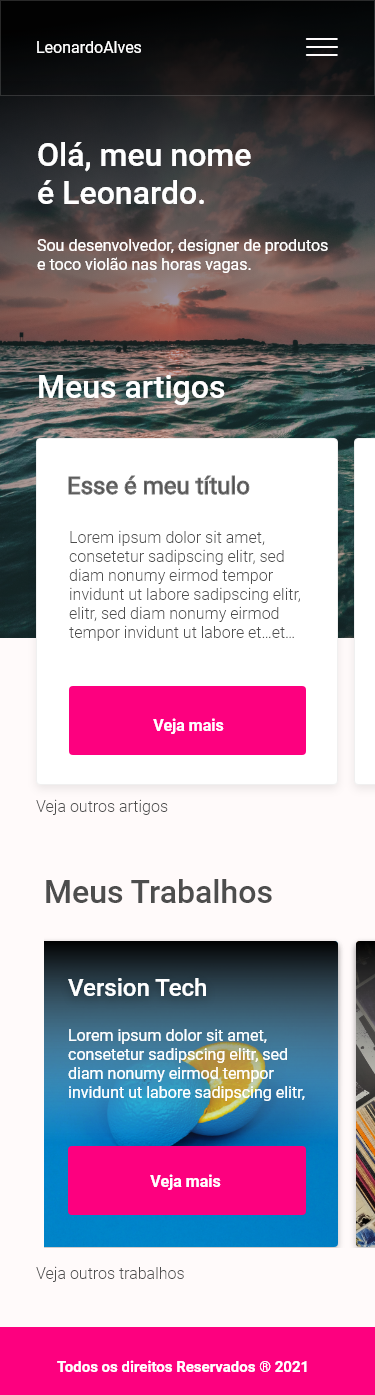 LeonardoAlves
Olá, meu nome
é Leonardo.
Sou desenvolvedor, designer de produtos
e toco violão nas horas vagas.
Meus artigos
Esse é meu título
Lorem ipsum dolor sit amet,
consetetur sadipscing elitr, sed
diam nonumy eirmod tempor
invidunt ut labore sadipscing elitr,
elitr, sed diam nonumy eirmod
tempor invidunt ut labore et...et...
Veja mais
Veja outros artigos
Meus Trabalhos
Version Tech
Lorem ipsum dolor sit amet,
consetetur sadipscing elitr, sed
diam nonumy eirmod tempor
invidunt ut labore sadipscing elitr,
Veja mais
Veja outros trabalhos
Todos os direitos Reservados ® 2021